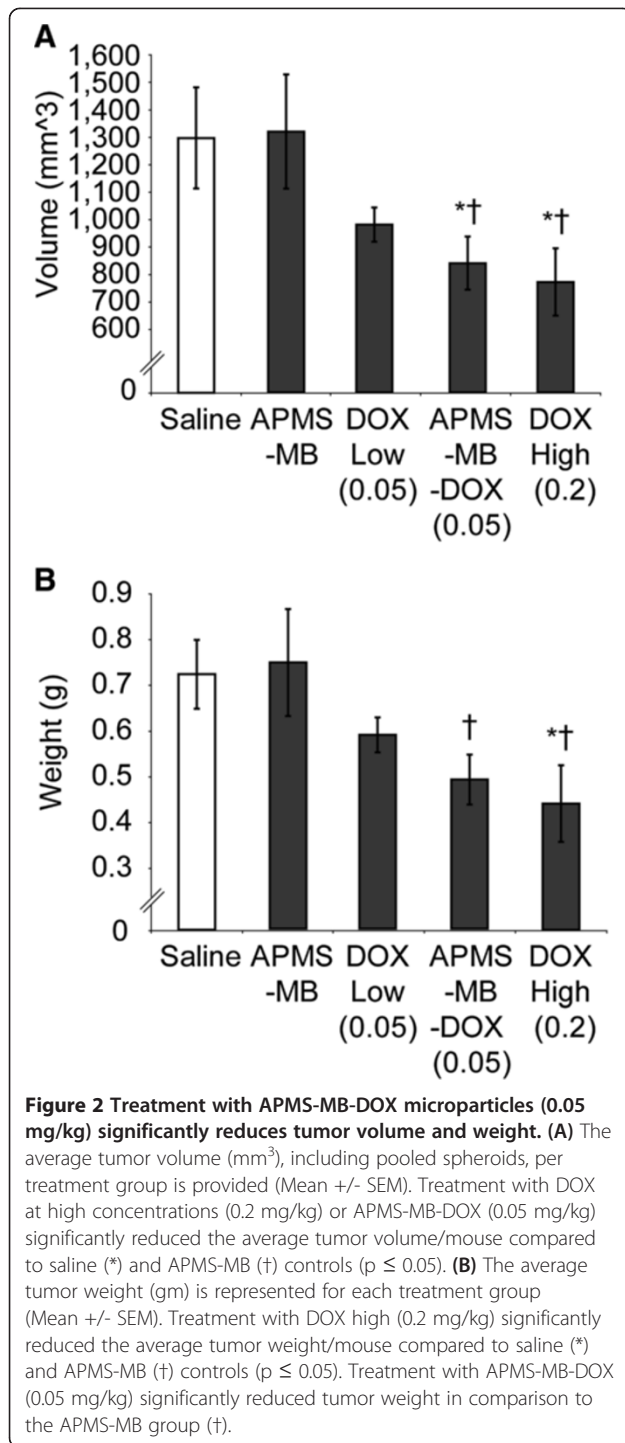 A
Volume (mm^3)
1,600
1,500
1,400
1,300
1,200
1,100
1,000
900
800
700
600
0
*†
*†
Saline APMS DOX APMS DOX
-MB Low -MB High
(0.05) -DOX (0.2)
(0.05)
B
Weight (g)
0.9
0.8
0.7
0.6
0.5
0.4
0.3
0
†
*†
Saline APMS DOX APMS DOX
-MB Low -MB High
(0.05) -DOX (0.2)
(0.05)
Figure 2 Treatment with APMS-MB-DOX microparticles (0.05
mg/kg) significantly reduces tumor volume and weight. (A) The
average tumor volume (mm³), including pooled spheroids, per
treatment group is provided (Mean +/- SEM). Treatment with DOX
at high concentrations (0.2 mg/kg) or APMS-MB-DOX (0.05 mg/kg)
significantly reduced the average tumor volume/mouse compared
to saline (*) and APMS-MB (†) controls (p ≤ 0.05). (B) The average
tumor weight (gm) is represented for each treatment group
(Mean +/- SEM). Treatment with DOX high (0.2 mg/kg) significantly
reduced the average tumor weight/mouse compared to saline (*)
and APMS-MB (†) controls (p ≤ 0.05). Treatment with APMS-MB-DOX
(0.05 mg/kg) significantly reduced tumor weight in comparison to
the APMS-MB group (†).